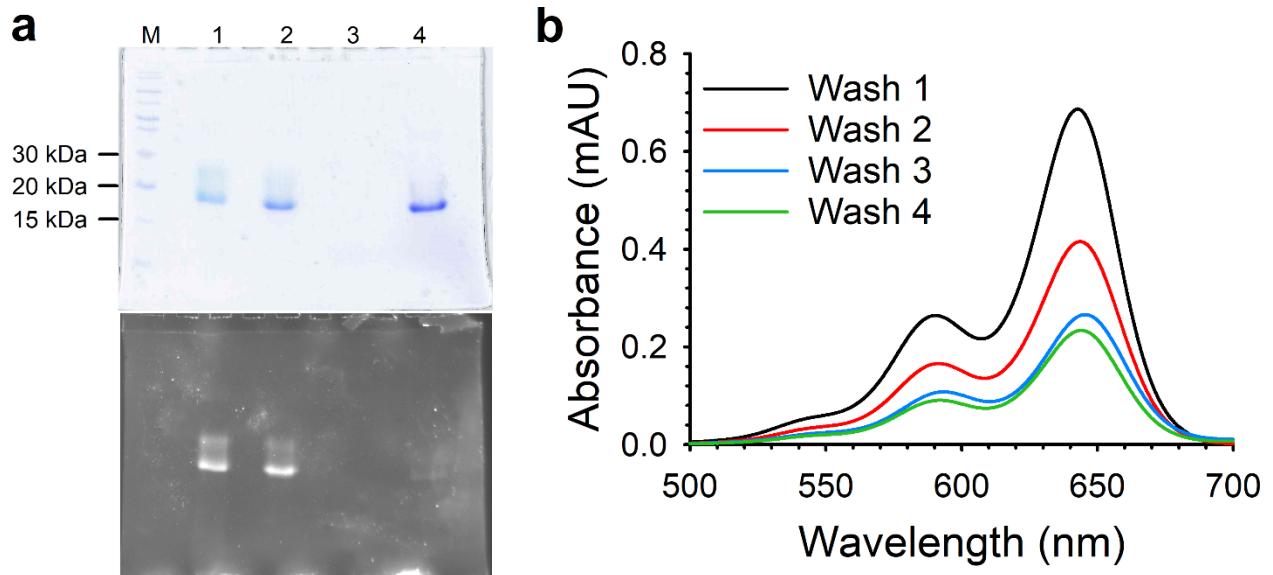 a
M 1 2 3 4
30 kDa
20 kDa
15 kDa
b
0.8
0.6
0.4
0.2
0.0
Absorbance (mAU)
Wash 1
Wash 2
Wash 3
Wash 4
500 550 600 650 700
Wavelength (nm)